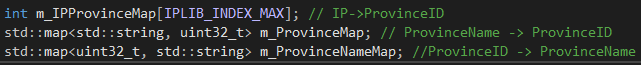 int m_IPProvinceMap[IPLIB_INDEX_MAX]; // IP->ProvinceID
std::map<std::string, uint32_t> m_ProvinceMap; // ProvinceName -> ProvinceID
std::map<uint32_t, std::string> m_ProvinceNameMap; //ProvinceID -> ProvinceName